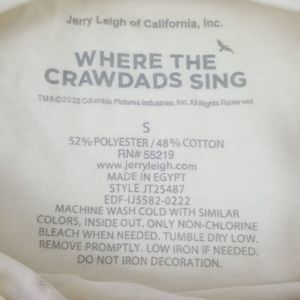 Jerry Leigh of California, Inc.
WHERE THE
CRAWDADS SING
TM&©2022 Columbia Pictures Industries, Inc. All Rights Reserved
S
52% POLYESTER / 48% COTTON
RN# 55219
www.jerryleigh.com
MADE IN EGYPT
STYLE JT25487
EDF-IJ5582-0222
MACHINE WASH COLD WITH SIMILAR
COLORS, INSIDE OUT. ONLY NON-CHLORINE
BLEACH WHEN NEEDED. TUMBLE DRY LOW.
REMOVE PROMPTLY. LOW IRON IF NEEDED.
DO NOT IRON DECORATION.